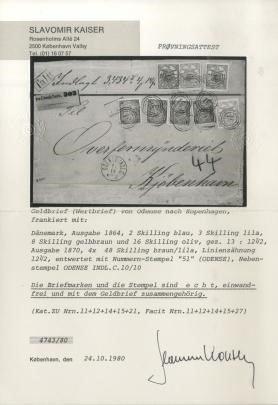 SLAVOMIR KAISER
Rosenholms Allé 24
2500 København Valby
Tel. (01) 16 07 57
PRØVNINGSATTEST
Til
Overformynderiet
44
Kjöbenhavn
Geldbrief (Wertbrief) von Odense nach Kopenhagen,
frankiert mit:
Dänemark, Ausgabe 1864, 2 Skilling blau, 3 Skilling lila,
8 Skilling gelbbraun und 16 Skilling oliv, gez. 13 : 12½,
Ausgabe 1870, 4x 48 Skilling braun/lila, Linienzähnung
12½, entwertet mit Nummern-Stempel "51" (ODENSE), Neben-
stempel ODENSE INDL.C.10/10
Die Briefmarken und die Stempel sind e c h t, einwand-
frei und mit dem Geldbrief zusammengehörig.
(Kat.ZU Nrn.11+12+14+15+21, Facit Nrn.11+12+14+15+27)
4743/80
København, den
24.10.1980